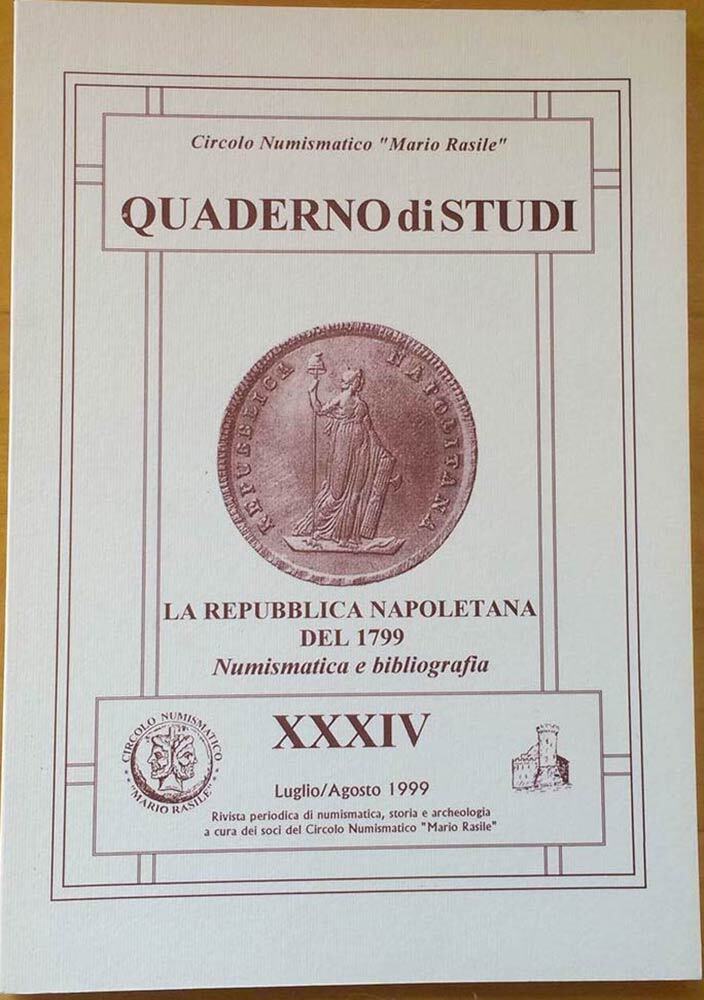 Circolo Numismatico "Mario Rasile"
QUADERNO di STUDI
REPUBBLICA NAPOLITANA
LA REPUBBLICA NAPOLETANA
DEL 1799
Numismatica e bibliografia
XXXIV
CIRCOLO NUMISMATICO
"MARIO RASILE"
Luglio/Agosto 1999
Rivista periodica di numismatica, storia e archeologia
a cura dei soci del Circolo Numismatico "Mario Rasile"